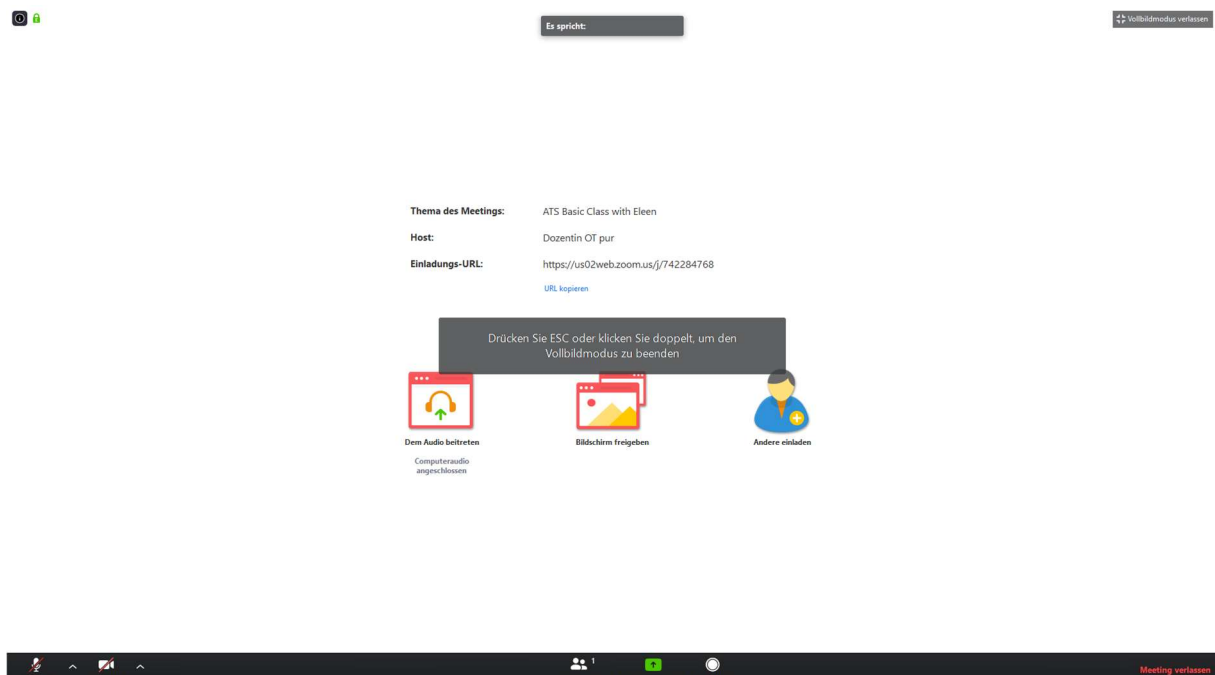 Es spricht:
Vollbildmodus verlassen
Thema des Meetings: ATS Basic Class with Eleen
Host: Dozentin OT pur
Einladungs-URL: https://us02web.zoom.us/j/742284768
URL kopieren
Drücken Sie ESC oder klicken Sie doppelt, um den
Vollbildmodus zu beenden
Dem Audio beitreten
Bildschirm freigeben
Andere einladen
Computeraudio
angeschlossen
1
Meeting verlassen